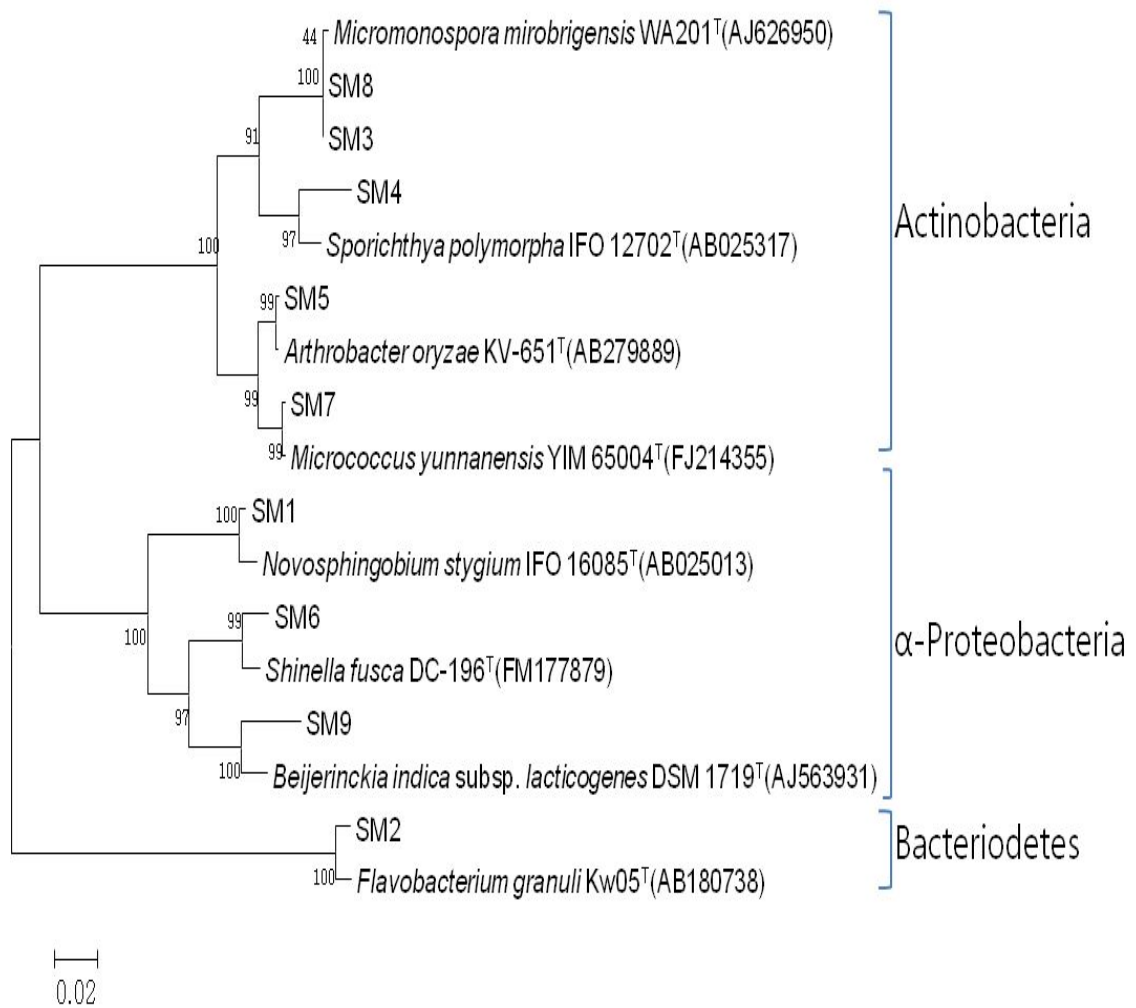 44
Micromonospora mirobrigensis WA201ᵀ(AJ626950)
100
SM8
91
SM3
SM4
97
Sporichthya polymorpha IFO 12702ᵀ(AB025317)
100
Actinobacteria
99
SM5
Arthrobacter oryzae KV-651ᵀ(AB279889)
99
SM7
99
Micrococcus yunnanensis YIM 65004ᵀ(FJ214355)
100
SM1
Novosphingobium stygium IFO 16085ᵀ(AB025013)
100
99
SM6
α-Proteobacteria
Shinella fusca DC-196ᵀ(FM177879)
97
SM9
100
Beijerinckia indica subsp. lacticogenes DSM 1719ᵀ(AJ563931)
SM2
Bacteriodetes
100
Flavobacterium granuli Kw05ᵀ(AB180738)
0.02